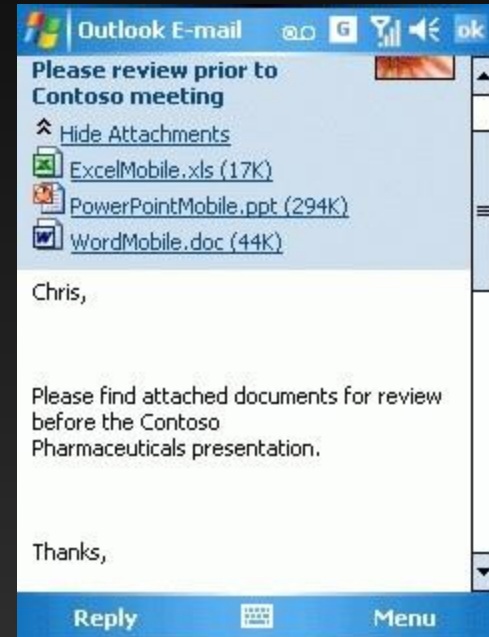 Outlook E-mail
G
ok
Please review prior to
Contoso meeting
Hide Attachments
ExcelMobile.xls (17K)
PowerPointMobile.ppt (294K)
WordMobile.doc (44K)
Chris,
Please find attached documents for review
before the Contoso
Pharmaceuticals presentation.
Thanks,
Reply
Menu